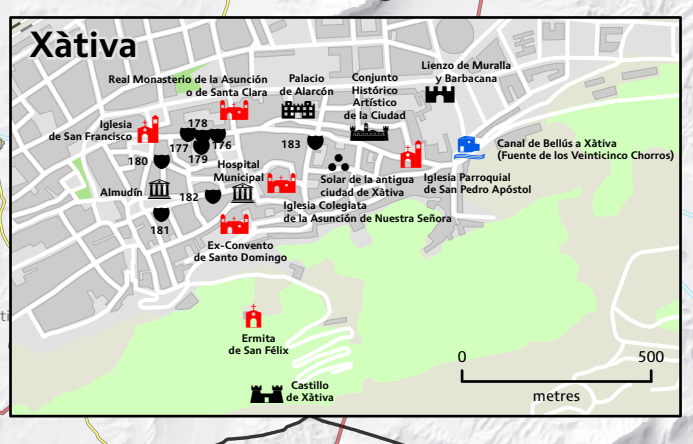 Xàtiva
Real Monasterio de la Asunción
o de Santa Clara
Palacio
de Alarcón
Conjunto
Histórico
Artístico
de la Ciudad
Lienzo de Muralla
y Barbacana
Iglesia
de San Francisco
178
177
176
179
180
183
Canal de Bellús a Xàtiva
(Fuente de los Veinticinco Chorros)
Hospital
Municipal
Almudín
182
181
Solar de la antigua
ciudad de Xàtiva
Iglesia Parroquial
de San Pedro Apóstol
Iglesia Colegiata
de la Asunción de Nuestra Señora
Ex-Convento
de Santo Domingo
Ermita
de San Félix
Castillo
de Xàtiva
0 500
metres